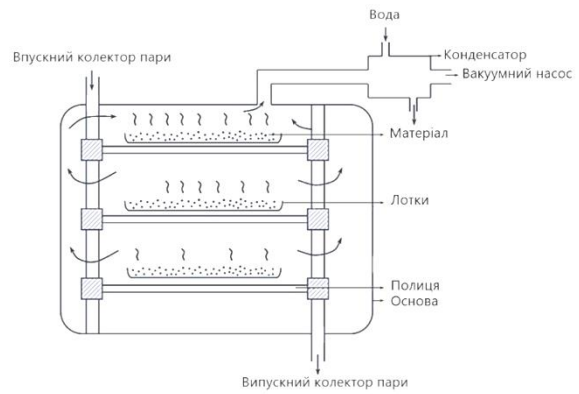 Вода
Впускний колектор пари
Конденсатор
Вакуумний насос
Матеріал
Лотки
Полиця
Основа
Випускний колектор пари